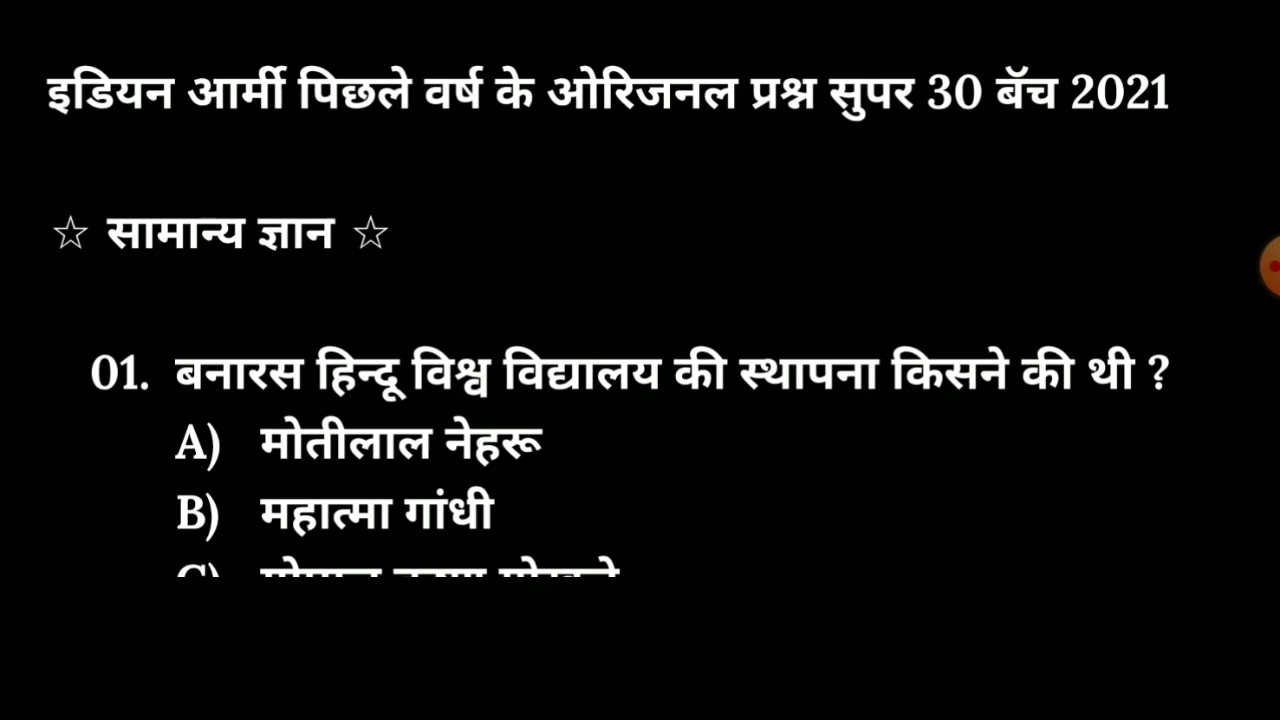 इडियन आर्मी पिछले वर्ष के ओरिजनल प्रश्न सुपर 30 बॅच 2021
☆ सामान्य ज्ञान ☆
01. बनारस हिन्दू विश्व विद्यालय की स्थापना किसने की थी ?
A) मोतीलाल नेहरू
B) महात्मा गांधी